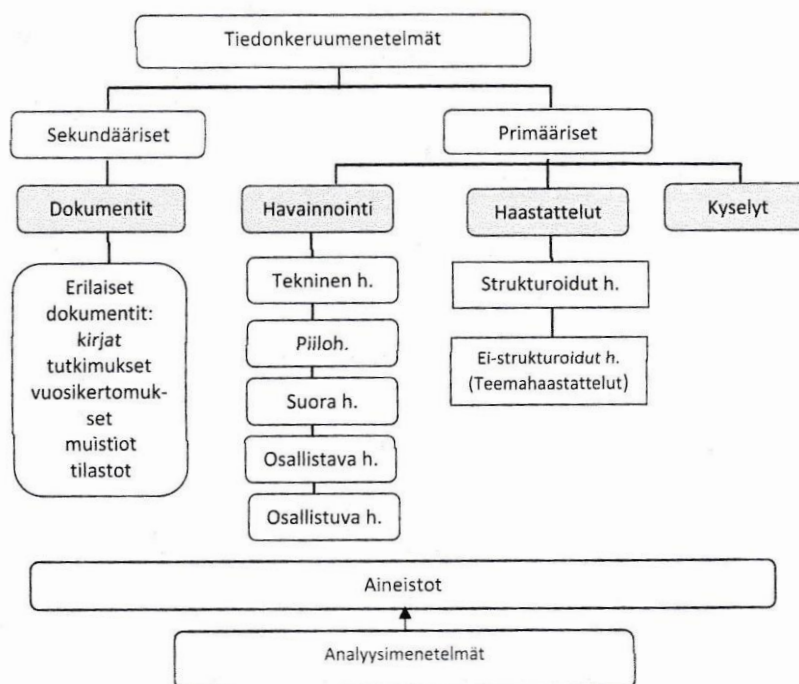 Tiedonkeruumenetelmät
Sekundääriset
Primääriset
Dokumentit
Havainnointi
Haastattelut
Kyselyt
Erilaiset
dokumentit:
kirjat
tutkimukset
vuosikertomuk-
set
muistiot
tilastot
Tekninen h.
Piiloh.
Suora h.
Osallistava h.
Osallistuva h.
Strukturoidut h.
Ei-strukturoidut h.
(Teemahaastattelut)
Aineistot
Analyysimenetelmät